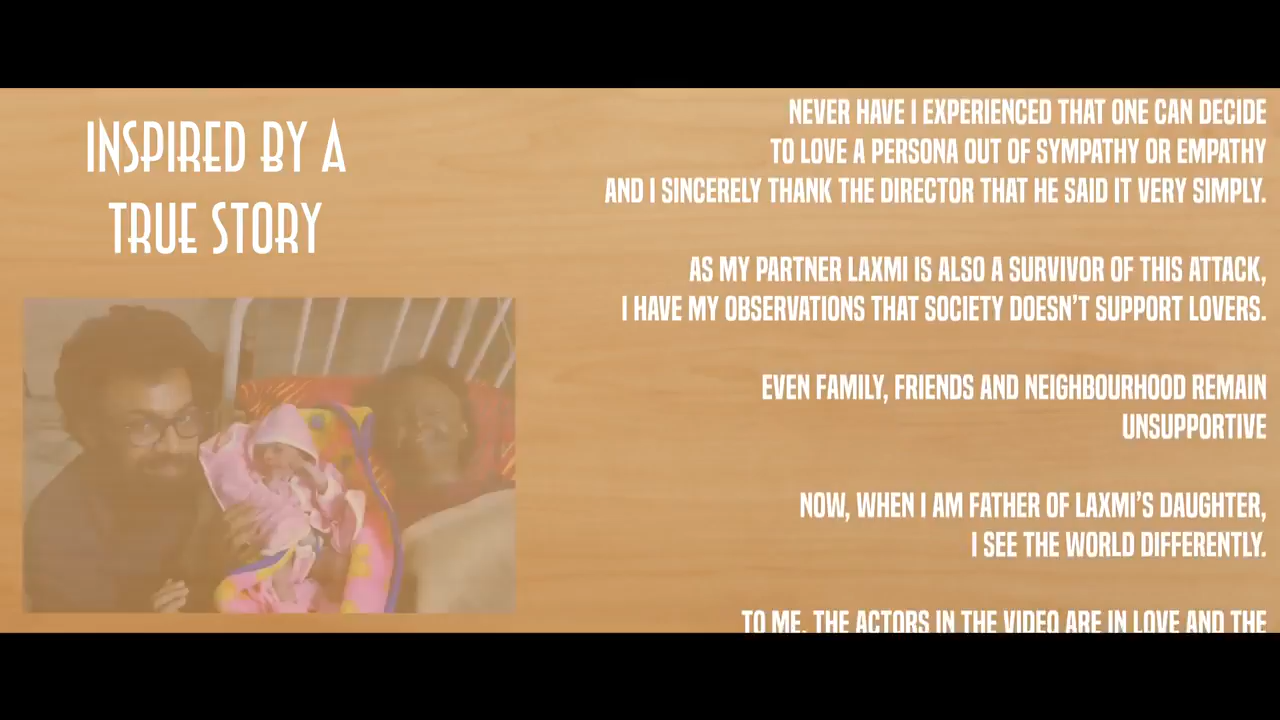 INSPIRED BY A
TRUE STORY
NEVER HAVE I EXPERIENCED THAT ONE CAN DECIDE
TO LOVE A PERSONA OUT OF SYMPATHY OR EMPATHY
AND I SINCERELY THANK THE DIRECTOR THAT HE SAID IT VERY SIMPLY.
AS MY PARTNER LAXMI IS ALSO A SURVIVOR OF THIS ATTACK,
I HAVE MY OBSERVATIONS THAT SOCIETY DOESN'T SUPPORT LOVERS.
EVEN FAMILY, FRIENDS AND NEIGHBOURHOOD REMAIN
UNSUPPORTIVE
NOW, WHEN I AM FATHER OF LAXMI'S DAUGHTER,
I SEE THE WORLD DIFFERENTLY.
TO ME, THE ACTORS IN THE VIDEO ARE IN LOVE AND THE